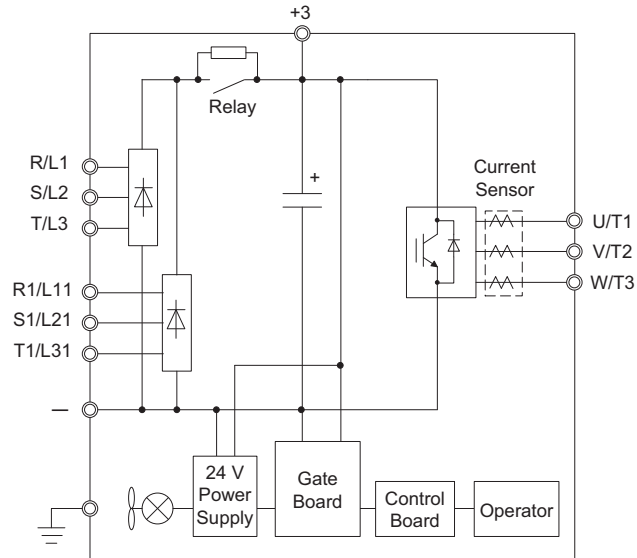 +3
Relay
R/L1
S/L2
T/L3
+
Current
Sensor
U/T1
V/T2
W/T3
R1/L11
S1/L21
T1/L31
–
24 V
Power
Supply
Gate
Board
Control
Board
Operator